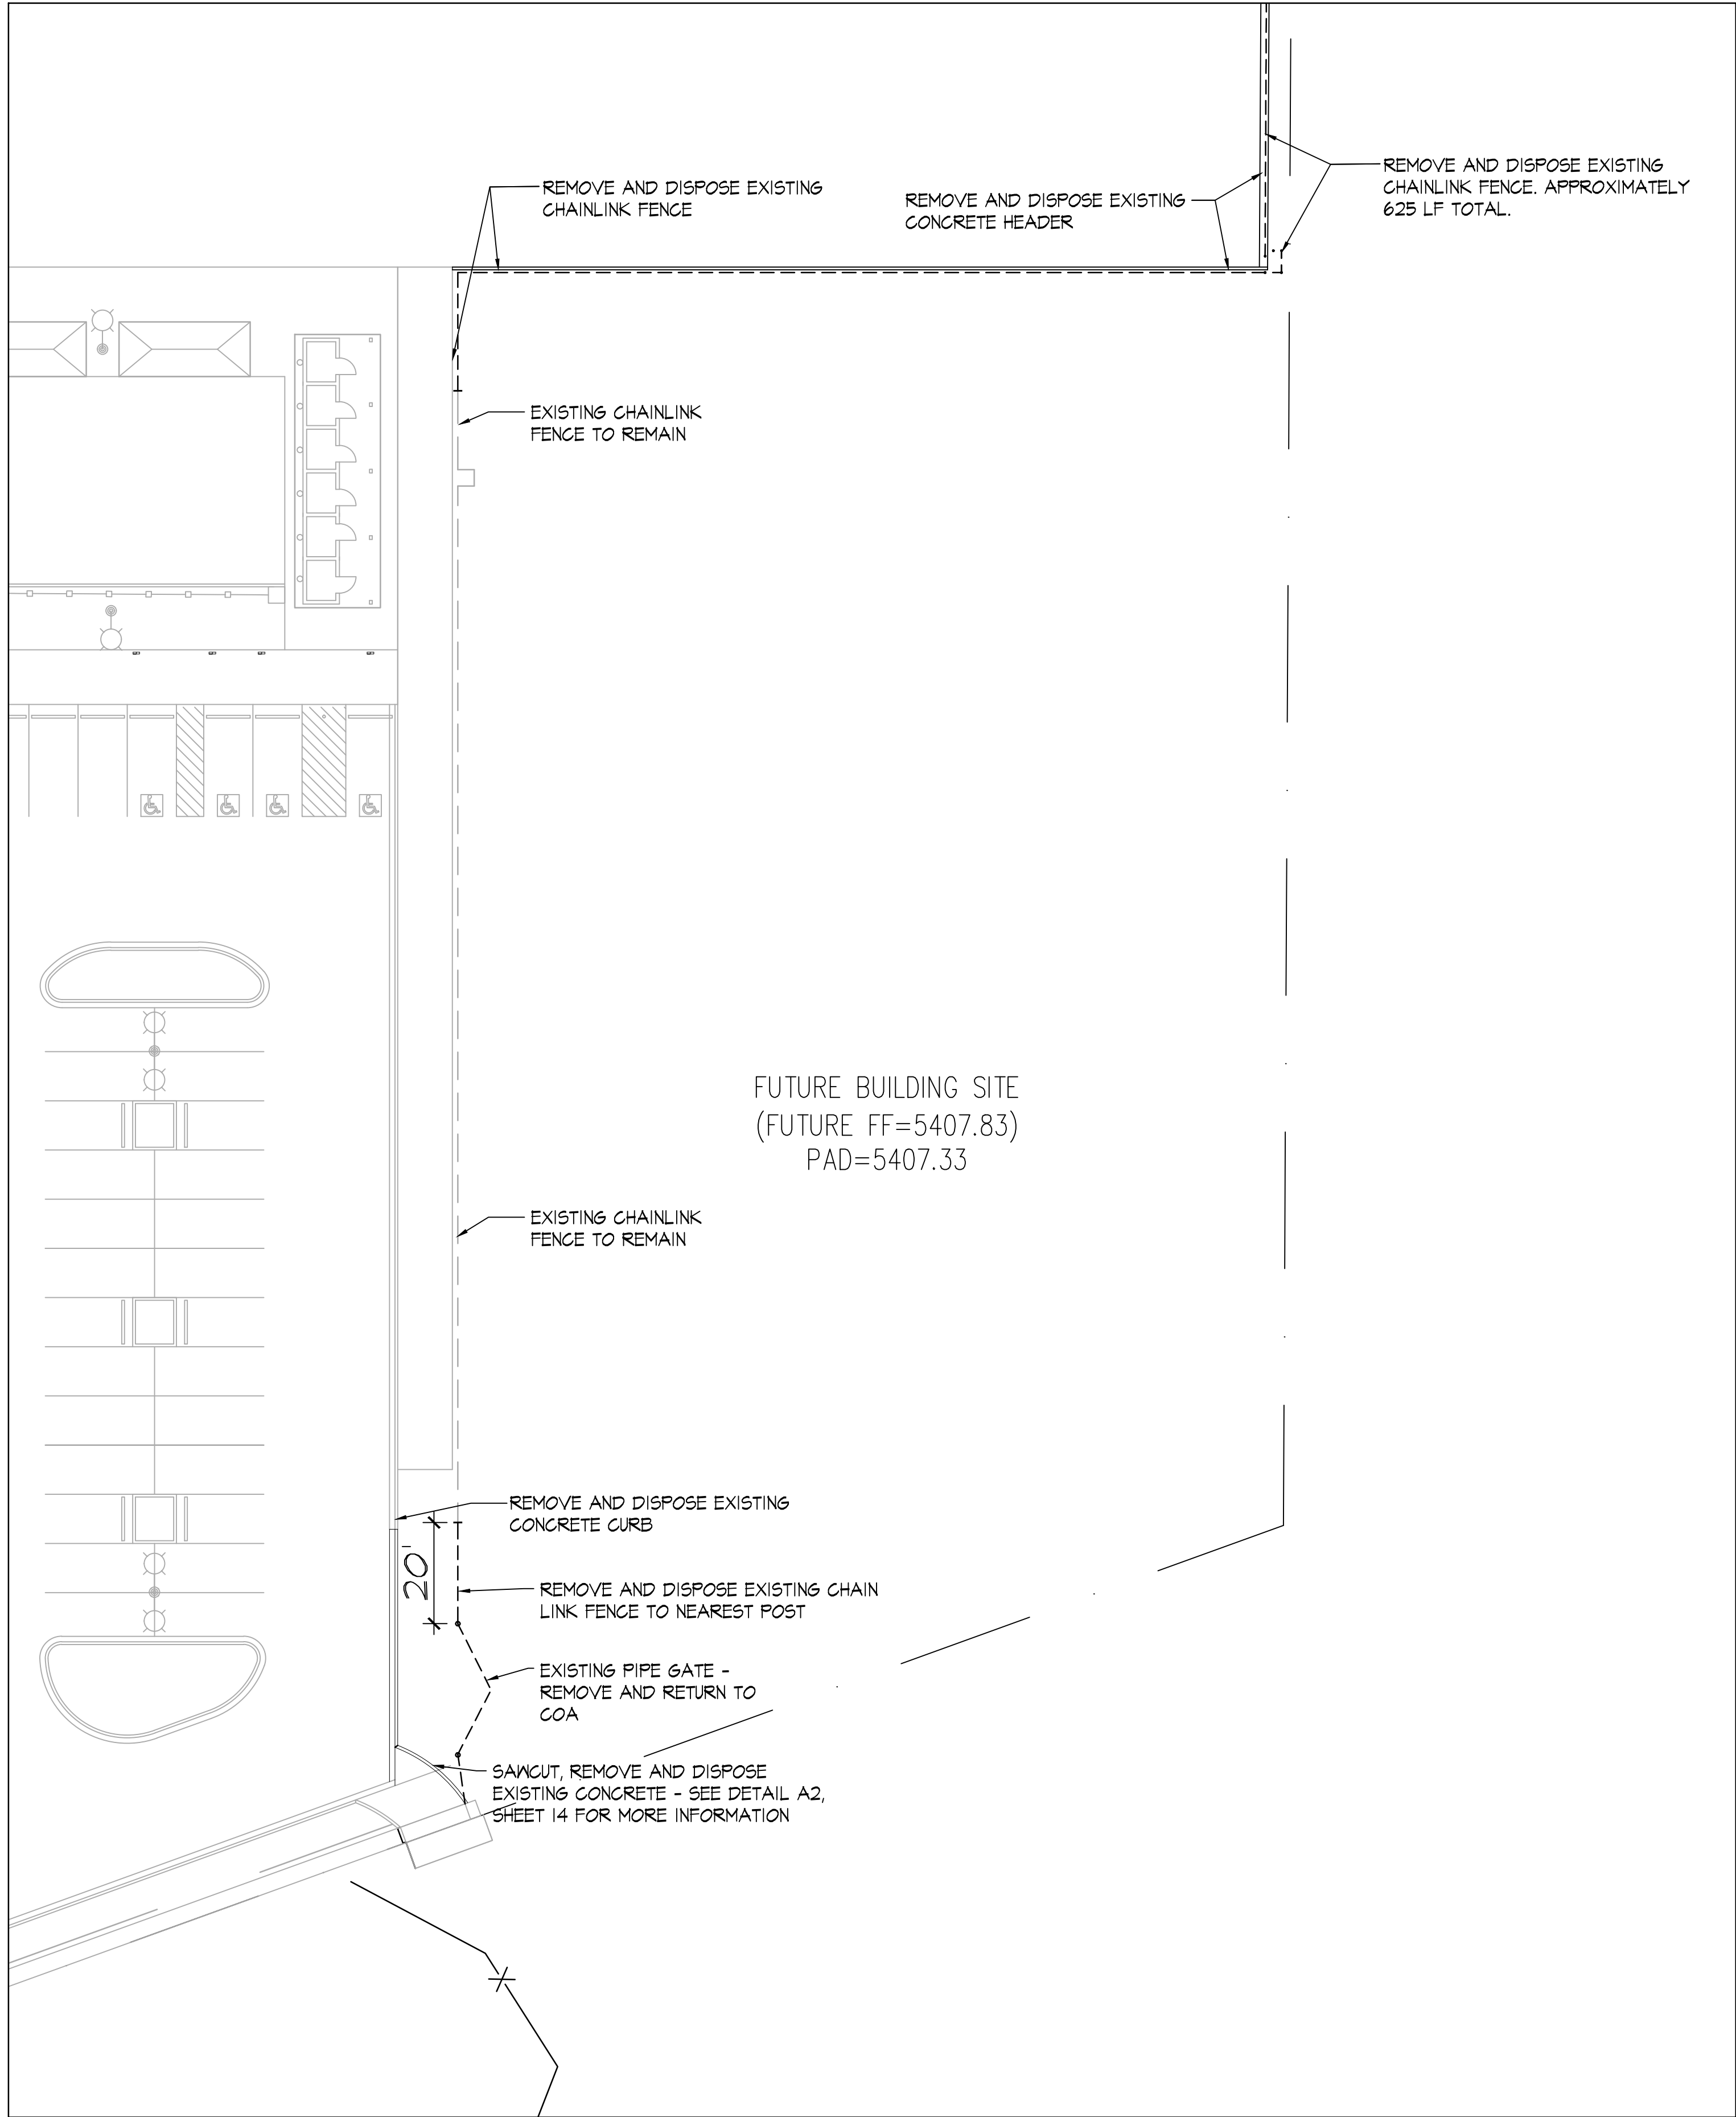 REMOVE AND DISPOSE EXISTING
CHAINLINK FENCE. APPROXIMATELY
625 LF TOTAL.
REMOVE AND DISPOSE EXISTING
CHAINLINK FENCE
REMOVE AND DISPOSE EXISTING
CONCRETE HEADER
EXISTING CHAINLINK
FENCE TO REMAIN
FUTURE BUILDING SITE
(FUTURE FF=5407.83)
PAD=5407.33
EXISTING CHAINLINK
FENCE TO REMAIN
REMOVE AND DISPOSE EXISTING
CONCRETE CURB
20'
REMOVE AND DISPOSE EXISTING CHAIN
LINK FENCE TO NEAREST POST
EXISTING PIPE GATE -
REMOVE AND RETURN TO
COA
SAWCUT, REMOVE AND DISPOSE
EXISTING CONCRETE - SEE DETAIL A2,
SHEET 14 FOR MORE INFORMATION